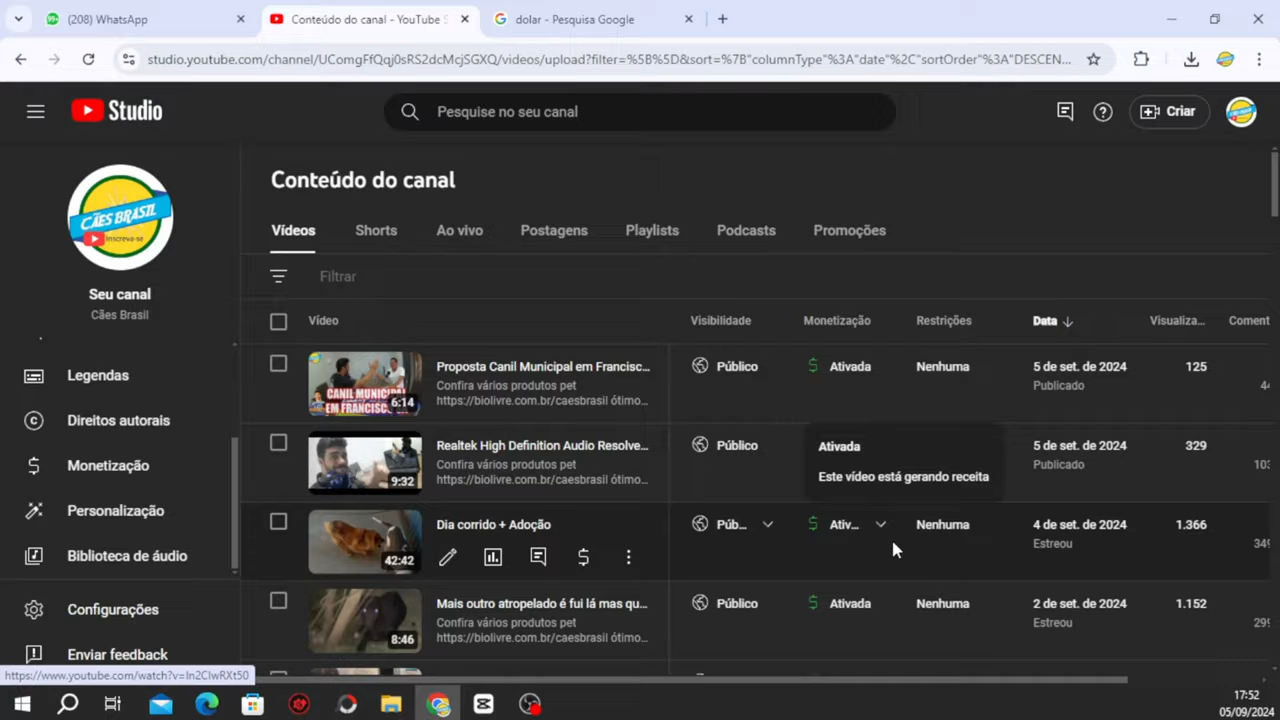 (208) WhatsApp
Conteúdo do canal - YouTube S
dolar - Pesquisa Google
studio.youtube.com/channel/UComgFfQqj0sRS2dcMcjSGXQ/videos/upload?filter=%5B%5D&sort=%7B"columnType"%3A"date"%2C"sortOrder"%3A"DESCEN...
Studio
Pesquise no seu canal
Criar
CÃES BRASIL
Inscreva-se
Seu canal
Cães Brasil
Legendas
Direitos autorais
Monetização
Personalização
Biblioteca de áudio
Configurações
Enviar feedback
Conteúdo do canal
Vídeos
Shorts
Ao vivo
Postagens
Playlists
Podcasts
Promoções
Filtrar
Vídeo
Visibilidade
Monetização
Restrições
Data
Visualiza...
Coment
CANIL MUNICIPAL
EM FRANCISCO
6:14
Proposta Canil Municipal em Francisc...
Confira vários produtos pet
https://biolivre.com.br/caesbrasil ótimo...
Público
Ativada
Nenhuma
5 de set. de 2024
Publicado
125
44
9:32
Realtek High Definition Audio Resolve...
Confira vários produtos pet
https://biolivre.com.br/caesbrasil ótimo...
Público
Ativada
Este vídeo está gerando receita
5 de set. de 2024
Publicado
329
103
42:42
Dia corrido + Adoção
Púb...
Ativ...
Nenhuma
4 de set. de 2024
Estreou
1.366
349
8:46
Mais outro atropelado é fui lá mas qu...
Confira vários produtos pet
https://biolivre.com.br/caesbrasil ótimo...
Público
Ativada
Nenhuma
2 de set. de 2024
Estreou
1.152
299
https://www.youtube.com/watch?v=In2CIwRXt50
17:52
05/09/2024